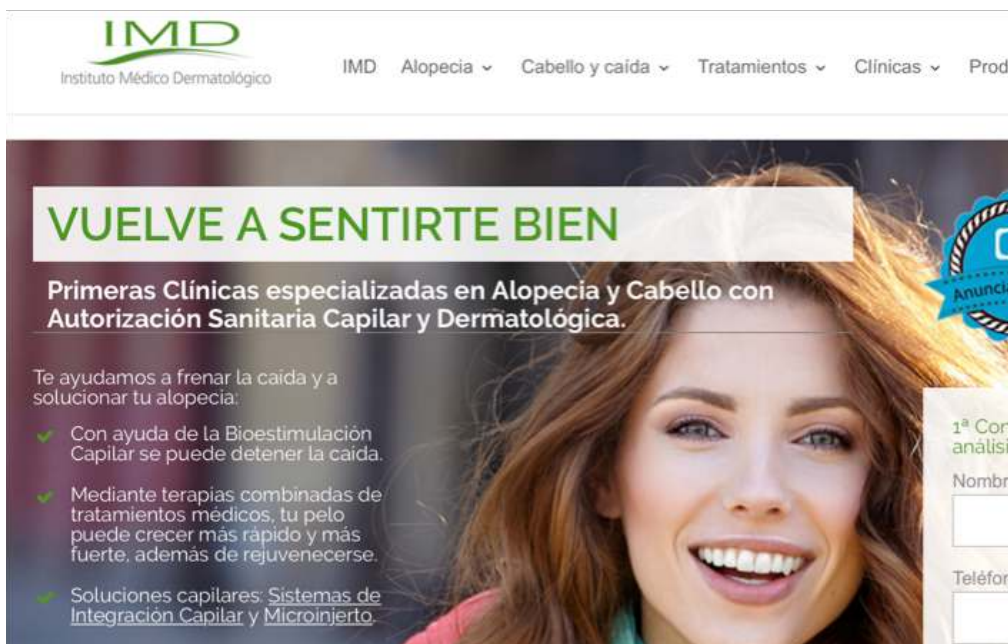 IMD
Instituto Médico Dermatológico
IMD Alopecia Cabello y caída Tratamientos Clínicas
VUELVE A SENTIRTE BIEN
Primeras Clínicas especializadas en Alopecia y Cabello con
Autorización Sanitaria Capilar y Dermatológica.
Te ayudamos a frenar la caída y a
solucionar tu alopecia:
Con ayuda de la Bioestimulación
Capilar se puede detener la caída.
Mediante terapias combinadas de
tratamientos médicos, tu pelo
puede crecer más rápido y más
fuerte, además de rejuvenecerse.
Soluciones capilares: Sistemas de
Integración Capilar y Microinjerto.
1ª